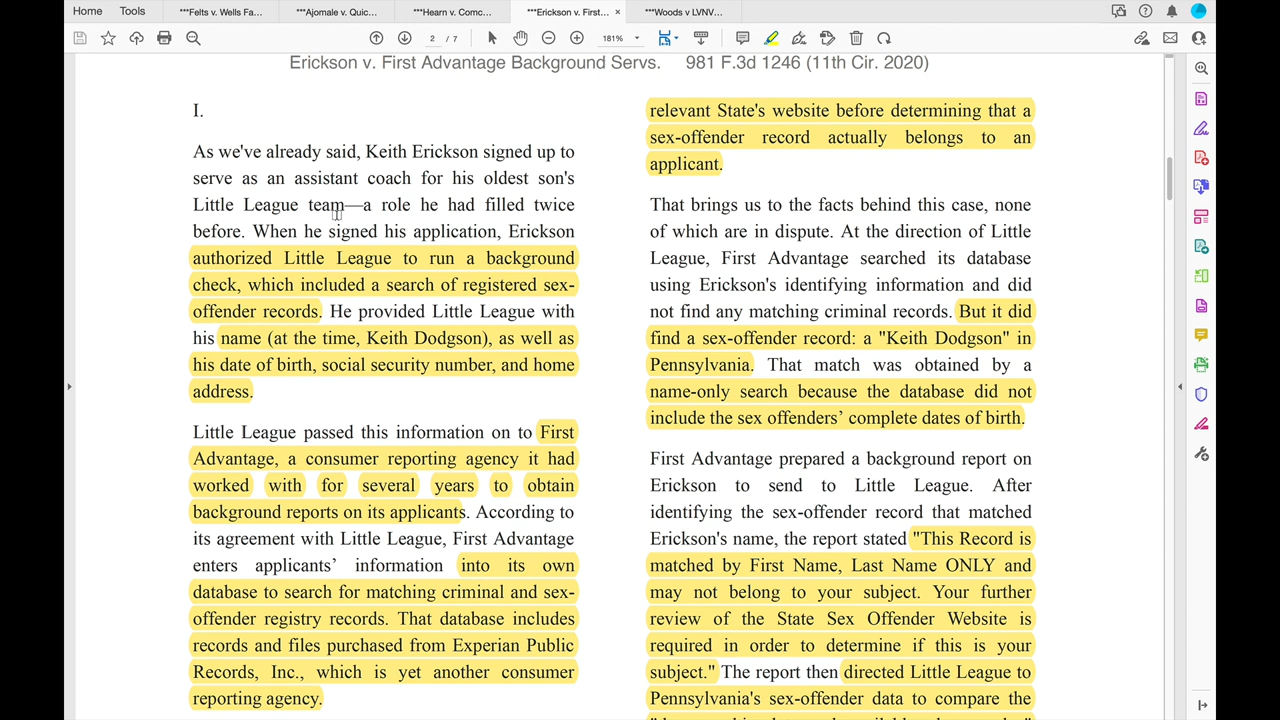 Home Tools ***Felts v. Wells Fa... ***Ajomale v. Quic... ***Hearn v. Comc... ***Erickson v. First... × ***Woods v LVNV...
2 / 7 181%
Erickson v. First Advantage Background Servs. 981 F.3d 1246 (11th Cir. 2020)
I.
As we've already said, Keith Erickson signed up to
serve as an assistant coach for his oldest son's
Little League team—a role he had filled twice
before. When he signed his application, Erickson
authorized Little League to run a background
check, which included a search of registered sex-
offender records. He provided Little League with
his name (at the time, Keith Dodgson), as well as
his date of birth, social security number, and home
address.
Little League passed this information on to First
Advantage, a consumer reporting agency it had
worked with for several years to obtain
background reports on its applicants. According to
its agreement with Little League, First Advantage
enters applicants’ information into its own
database to search for matching criminal and sex-
offender registry records. That database includes
records and files purchased from Experian Public
Records, Inc., which is yet another consumer
reporting agency.
relevant State's website before determining that a
sex-offender record actually belongs to an
applicant.
That brings us to the facts behind this case, none
of which are in dispute. At the direction of Little
League, First Advantage searched its database
using Erickson's identifying information and did
not find any matching criminal records. But it did
find a sex-offender record: a "Keith Dodgson" in
Pennsylvania. That match was obtained by a
name-only search because the database did not
include the sex offenders’ complete dates of birth.
First Advantage prepared a background report on
Erickson to send to Little League. After
identifying the sex-offender record that matched
Erickson's name, the report stated "This Record is
matched by First Name, Last Name ONLY and
may not belong to your subject. Your further
review of the State Sex Offender Website is
required in order to determine if this is your
subject." The report then directed Little League to
Pennsylvania's sex-offender data to compare the